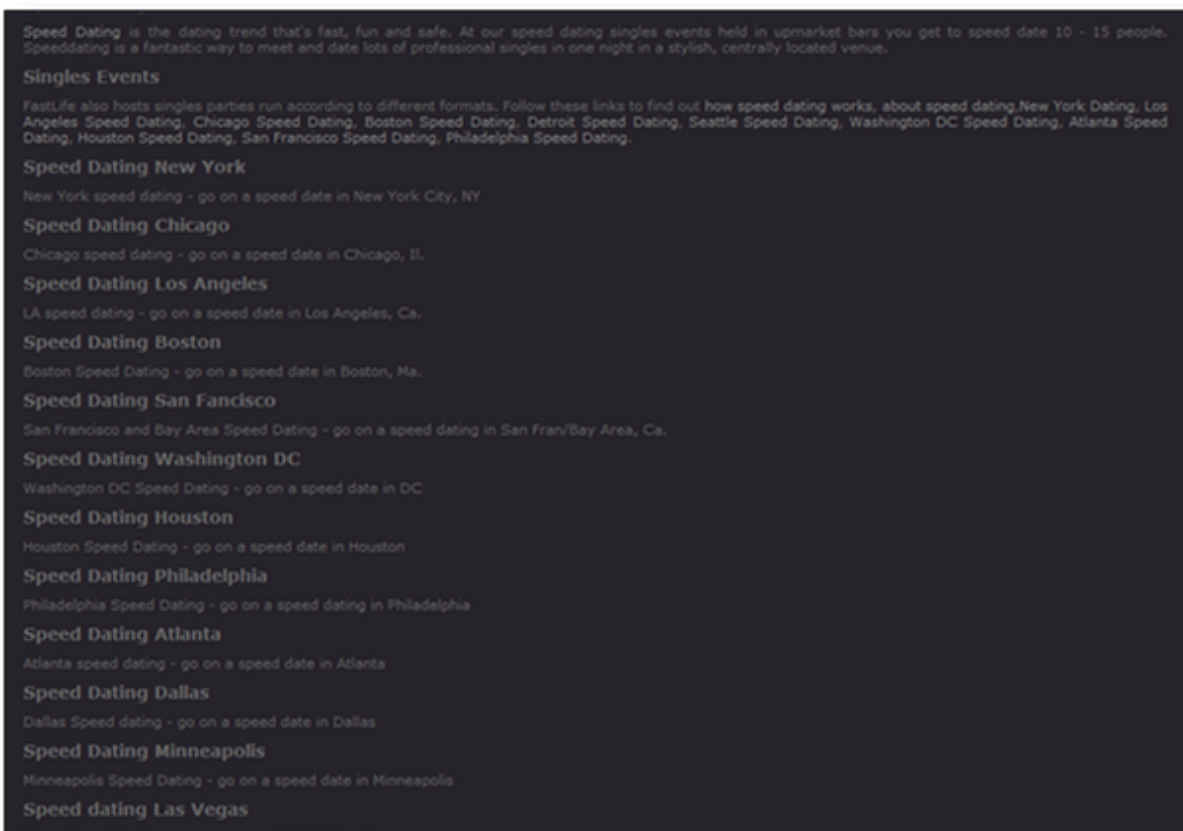 Speed Dating is the dating trend that's fast, fun and safe. At our speed dating singles events held in upmarket bars you get to speed date 10 - 15 people.
Speeddating is a fantastic way to meet and date lots of professional singles in one night in a stylish, centrally located venue.
Singles Events
FastLife also hosts singles parties run according to different formats. Follow these links to find out how speed dating works, about speed dating,New York Dating, Los
Angeles Speed Dating, Chicago Speed Dating, Boston Speed Dating, Detroit Speed Dating, Seattle Speed Dating, Washington DC Speed Dating, Atlanta Speed
Dating, Houston Speed Dating, San Francisco Speed Dating, Philadelphia Speed Dating.
Speed Dating New York
New York speed dating - go on a speed date in New York City, NY
Speed Dating Chicago
Chicago speed dating - go on a speed date in Chicago, Il.
Speed Dating Los Angeles
LA speed dating - go on a speed date in Los Angeles, Ca.
Speed Dating Boston
Boston Speed Dating - go on a speed date in Boston, Ma.
Speed Dating San Fancisco
San Francisco and Bay Area Speed Dating - go on a speed dating in San Fran/Bay Area, Ca.
Speed Dating Washington DC
Washington DC Speed Dating - go on a speed date in DC
Speed Dating Houston
Houston Speed Dating - go on a speed date in Houston
Speed Dating Philadelphia
Philadelphia Speed Dating - go on a speed dating in Philadelphia
Speed Dating Atlanta
Atlanta speed dating - go on a speed date in Atlanta
Speed Dating Dallas
Dallas Speed dating - go on a speed date in Dallas
Speed Dating Minneapolis
Minneapolis Speed Dating - go on a speed date in Minneapolis
Speed dating Las Vegas